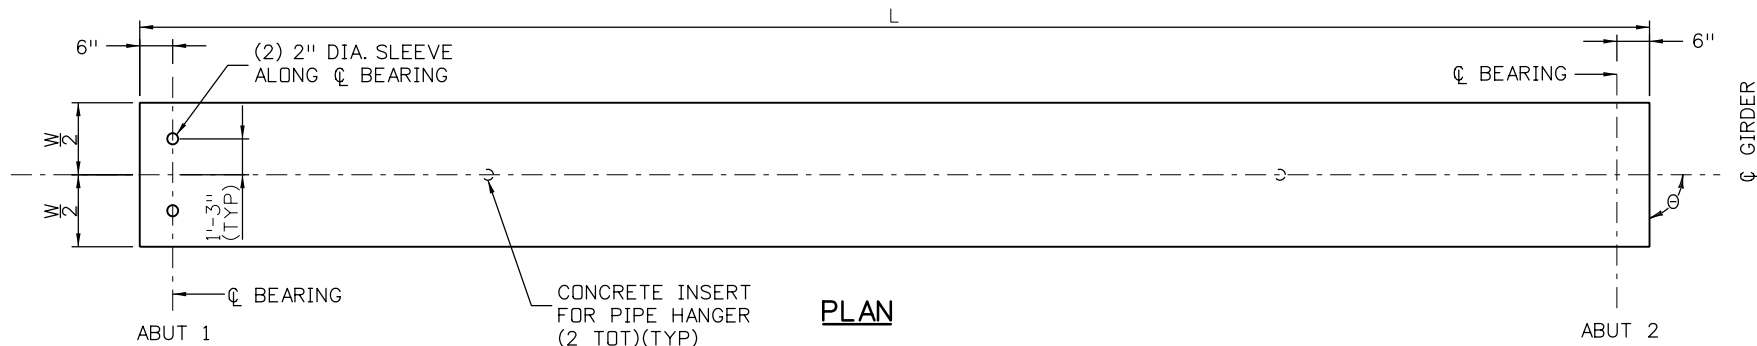 L
6"
(2) 2" DIA. SLEEVE
ALONG ℄ BEARING
6"
℄ BEARING
W
2
W
2
1'-3"
(TYP)
℄ GIRDER
Θ
℄ BEARING
ABUT 1
CONCRETE INSERT
FOR PIPE HANGER
(2 TOT)(TYP)
PLAN
ABUT 2